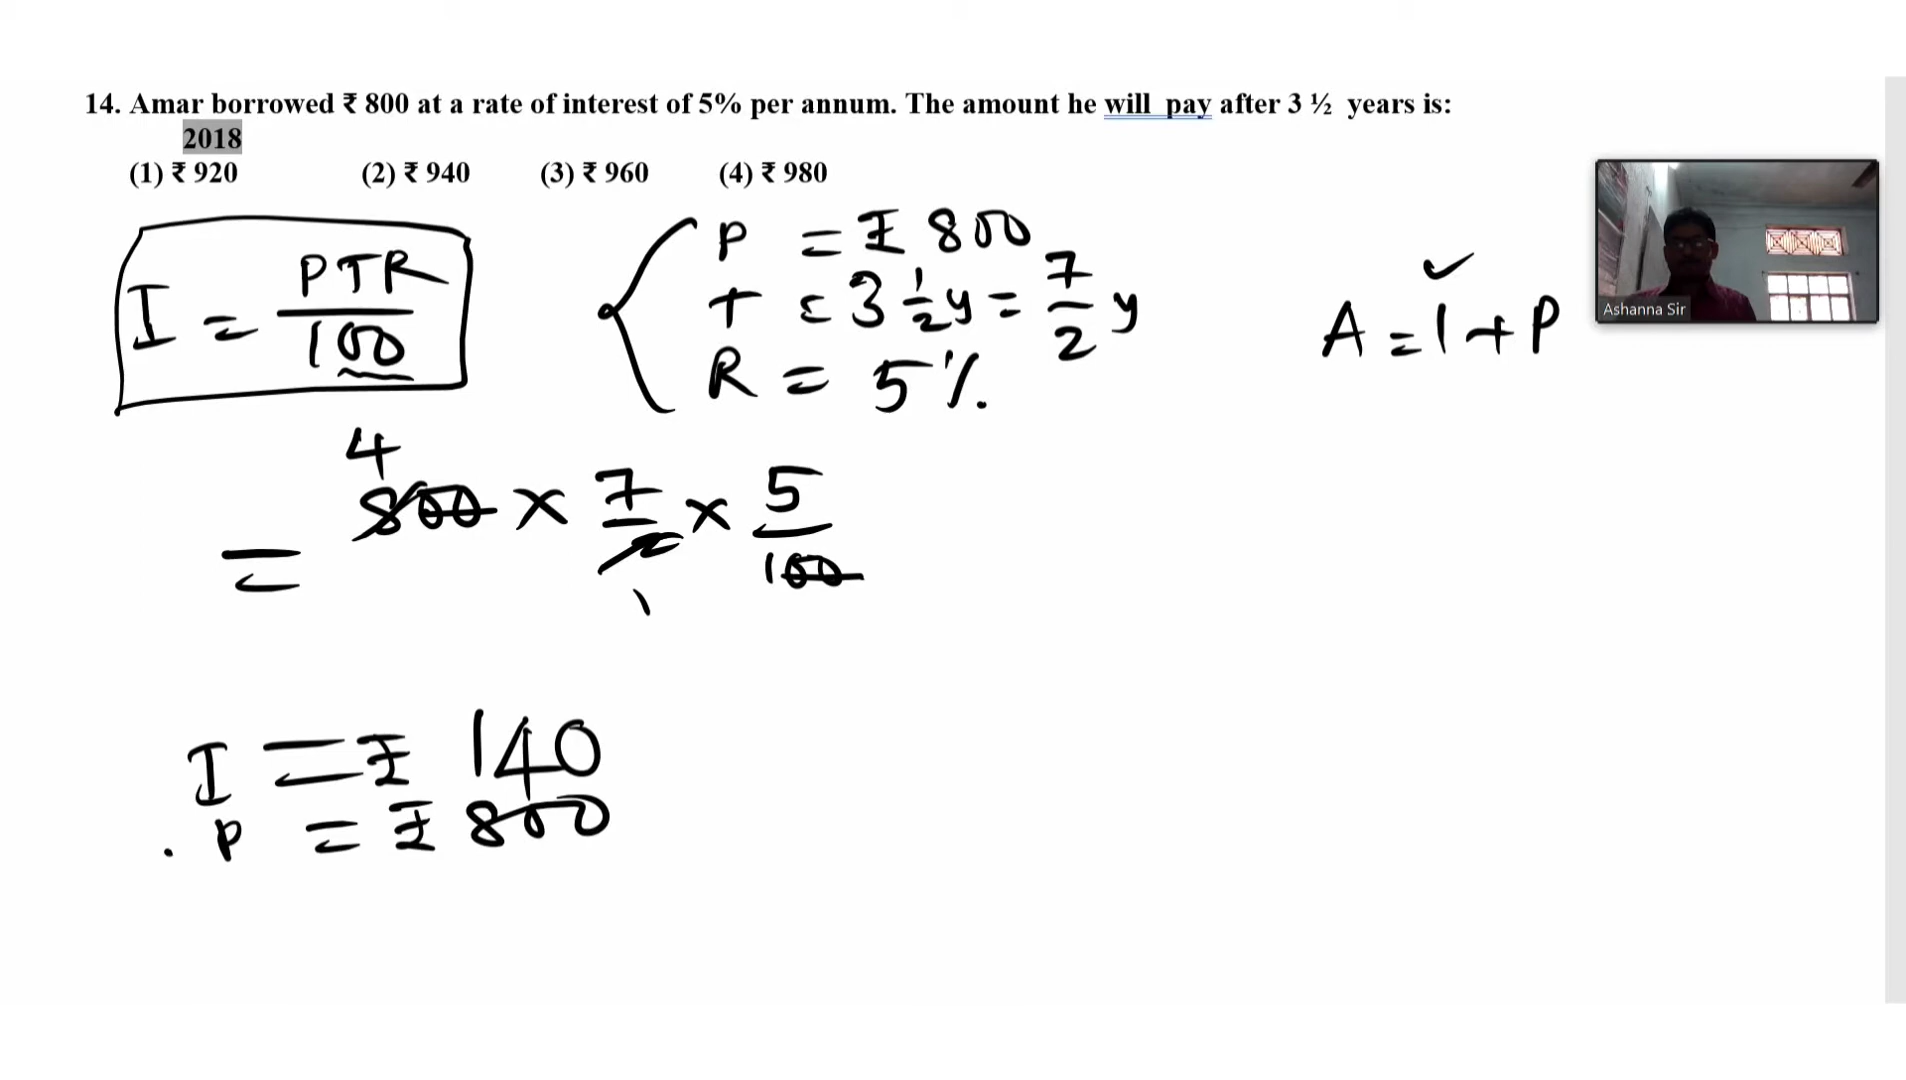 14. Amar borrowed ₹ 800 at a rate of interest of 5% per annum. The amount he will pay after 3 ½ years is:
2018
(1) ₹ 920 (2) ₹ 940 (3) ₹ 960 (4) ₹ 980
I = PTR/100
P = ₹ 800
T = 3 1/2 y = 7/2 y
R = 5%.
A = I + P
Ashanna Sir
4
= 800 × 7/2 × 5/100
1
I = ₹ 140
P = ₹ 800